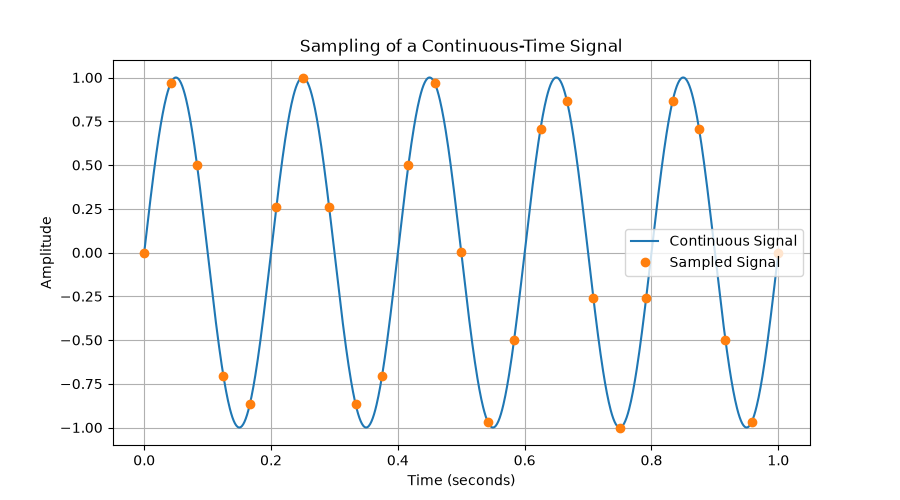 Sampling of a Continuous-Time Signal
1.00
0.75
0.50
0.25
0.00
−0.25
−0.50
−0.75
−1.00
Amplitude
Continuous Signal
Sampled Signal
0.0 0.2 0.4 0.6 0.8 1.0
Time (seconds)